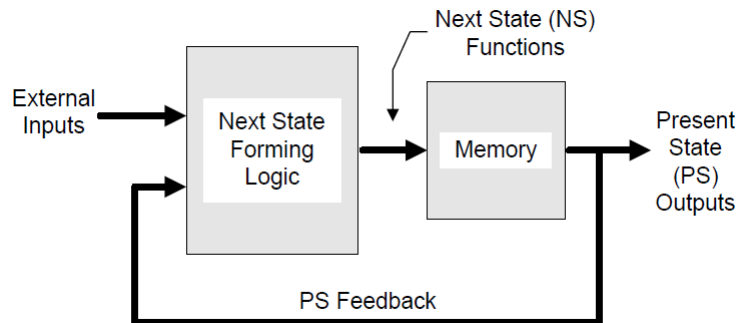 Next State (NS)
Functions
External
Inputs
Next State
Forming
Logic
Memory
Present
State
(PS)
Outputs
PS Feedback